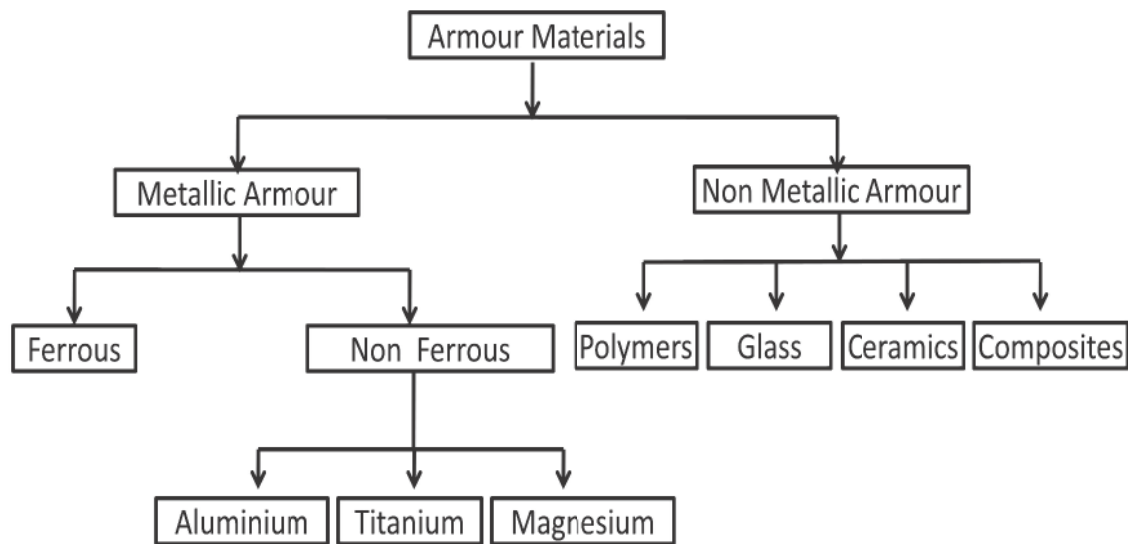 Armour Materials
Metallic Armour
Non Metallic Armour
Ferrous
Non Ferrous
Polymers
Glass
Ceramics
Composites
Aluminium
Titanium
Magnesium